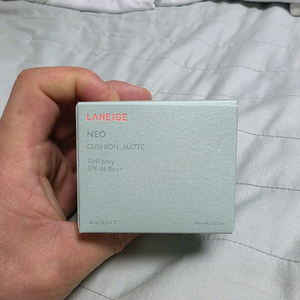 LANEIGE
NEO
CUSHION_MATTE
13N1 Ivory
SPF 46 PA++